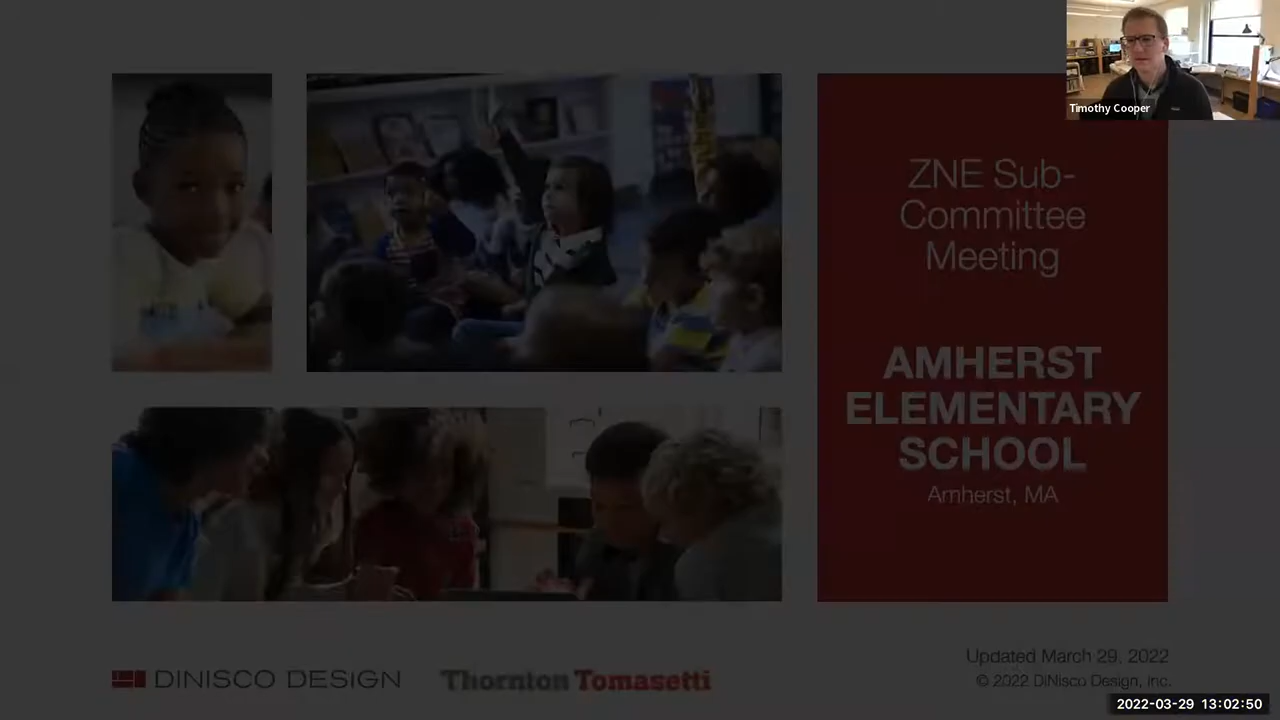 Timothy Cooper
ZNE Sub-
Committee
Meeting
AMHERST
ELEMENTARY
SCHOOL
Amherst, MA
DINISCO DESIGN
Thornton Tomasetti
Updated March 29, 2022
© 2022 DiNisco Design, Inc.
2022-03-29 13:02:50